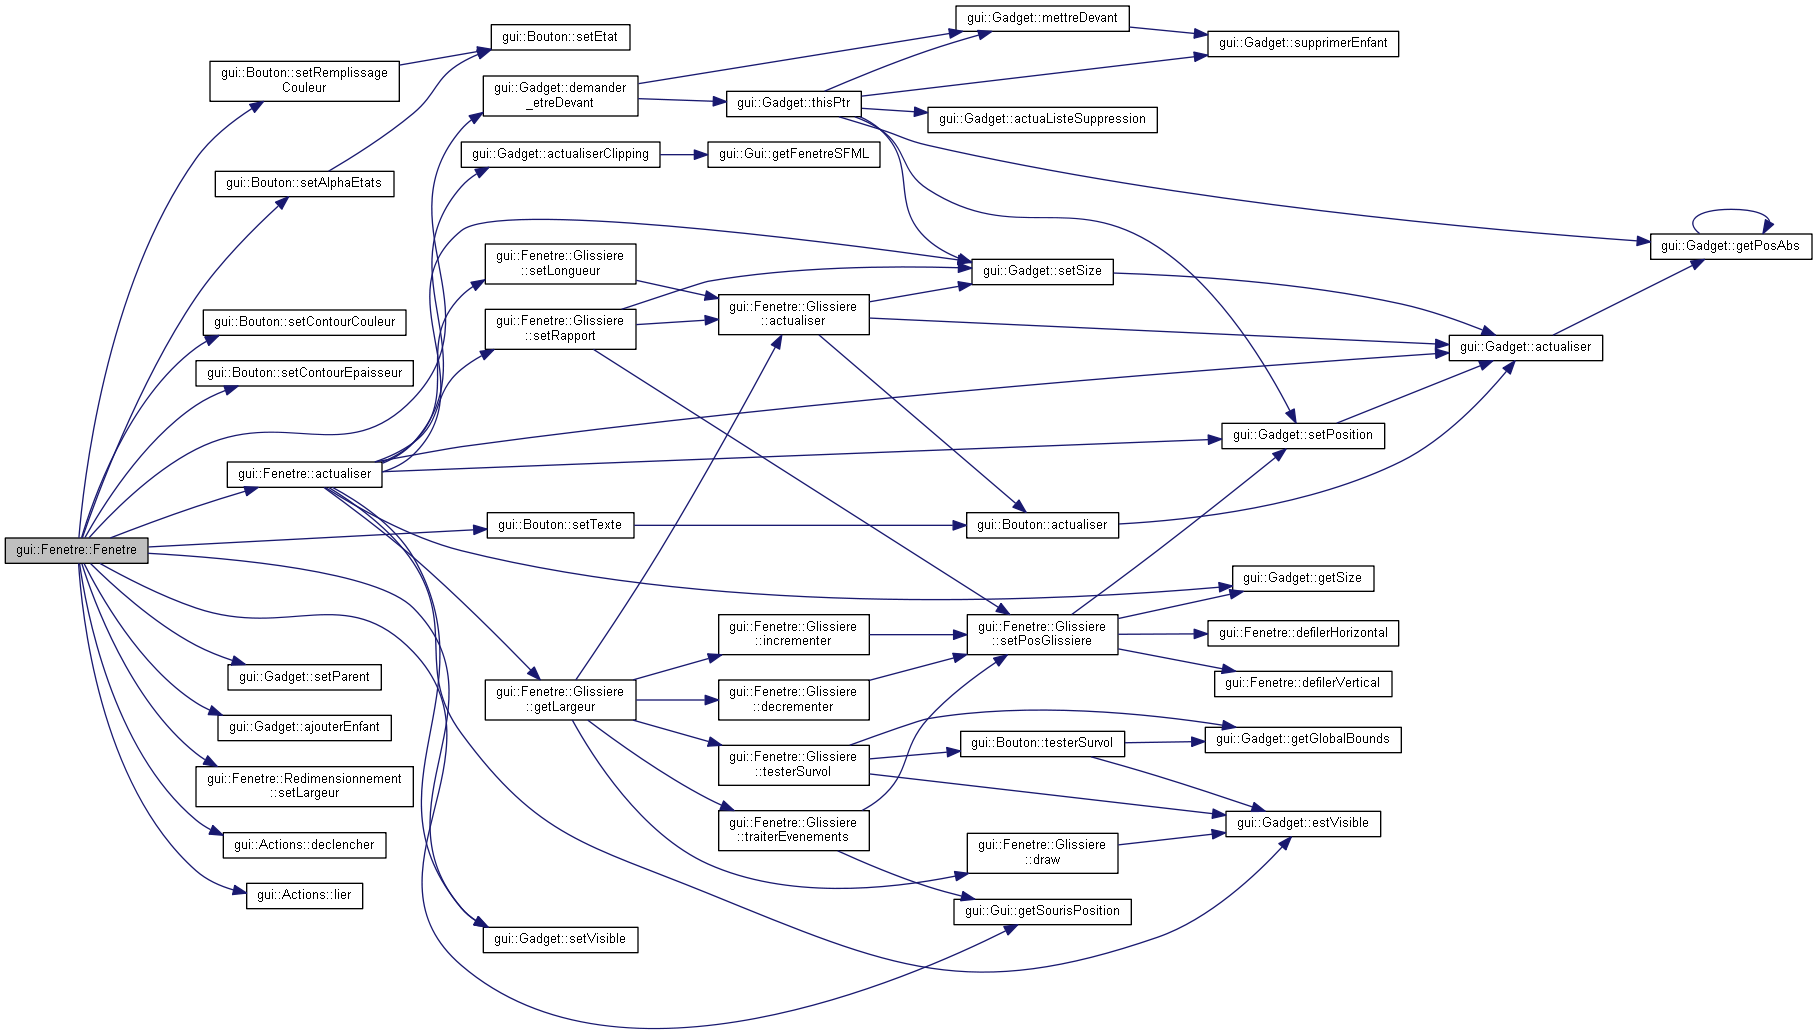 gui::Fenetre::Fenetre
gui::Bouton::setRemplissage
Couleur
gui::Bouton::setAlphaEtats
gui::Bouton::setContourCouleur
gui::Bouton::setContourEpaisseur
gui::Fenetre::actualiser
gui::Gadget::setParent
gui::Gadget::ajouterEnfant
gui::Fenetre::Redimensionnement
::setLargeur
gui::Actions::declencher
gui::Actions::lier
gui::Bouton::setEtat
gui::Gadget::demander
_etreDevant
gui::Gadget::actualiserClipping
gui::Fenetre::Glissiere
::setLongueur
gui::Fenetre::Glissiere
::setRapport
gui::Bouton::setTexte
gui::Fenetre::Glissiere
::getLargeur
gui::Gadget::setVisible
gui::Gadget::thisPtr
gui::Gui::getFenetreSFML
gui::Fenetre::Glissiere
::actualiser
gui::Fenetre::Glissiere
::incrementer
gui::Fenetre::Glissiere
::decrementer
gui::Fenetre::Glissiere
::testerSurvol
gui::Fenetre::Glissiere
::traiterEvenements
gui::Gadget::mettreDevant
gui::Gadget::actuaListeSuppression
gui::Gadget::setSize
gui::Bouton::actualiser
gui::Fenetre::Glissiere
::setPosGlissiere
gui::Bouton::testerSurvol
gui::Fenetre::Glissiere
::draw
gui::Gui::getSourisPosition
gui::Gadget::supprimerEnfant
gui::Gadget::setPosition
gui::Gadget::getSize
gui::Fenetre::defilerHorizontal
gui::Fenetre::defilerVertical
gui::Gadget::getGlobalBounds
gui::Gadget::estVisible
gui::Gadget::actualiser
gui::Gadget::getPosAbs